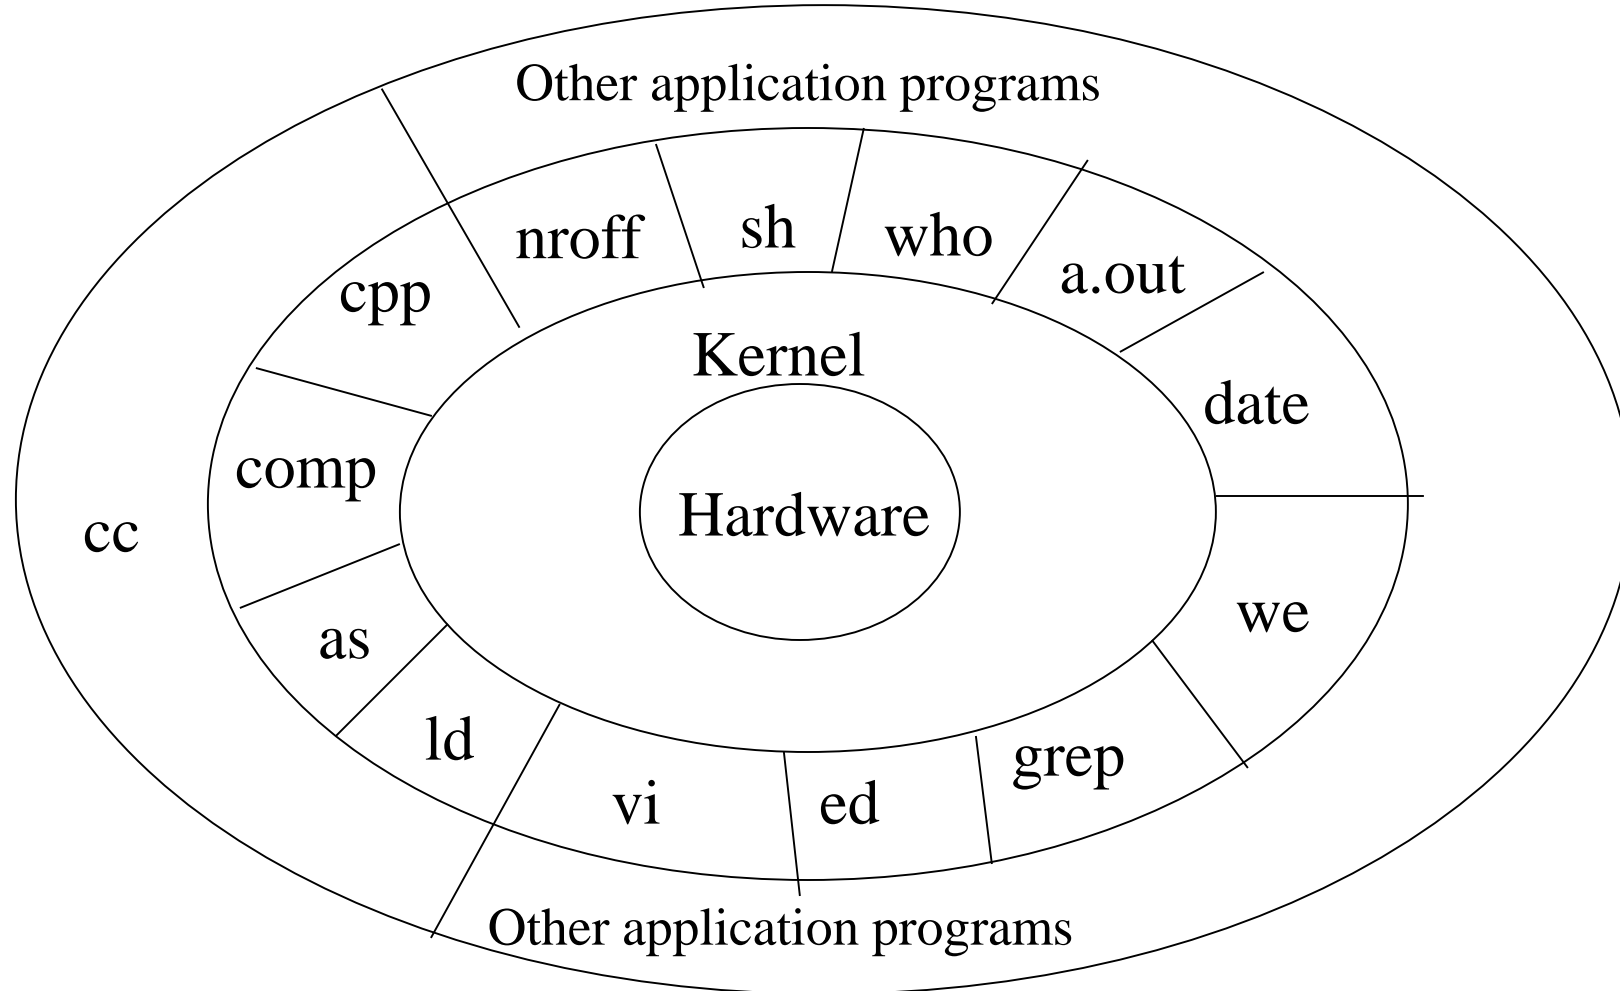 Other application programs
nroff
sh
who
a.out
cpp
Kernel
date
comp
Hardware
cc
as
we
ld
vi
ed
grep
Other application programs